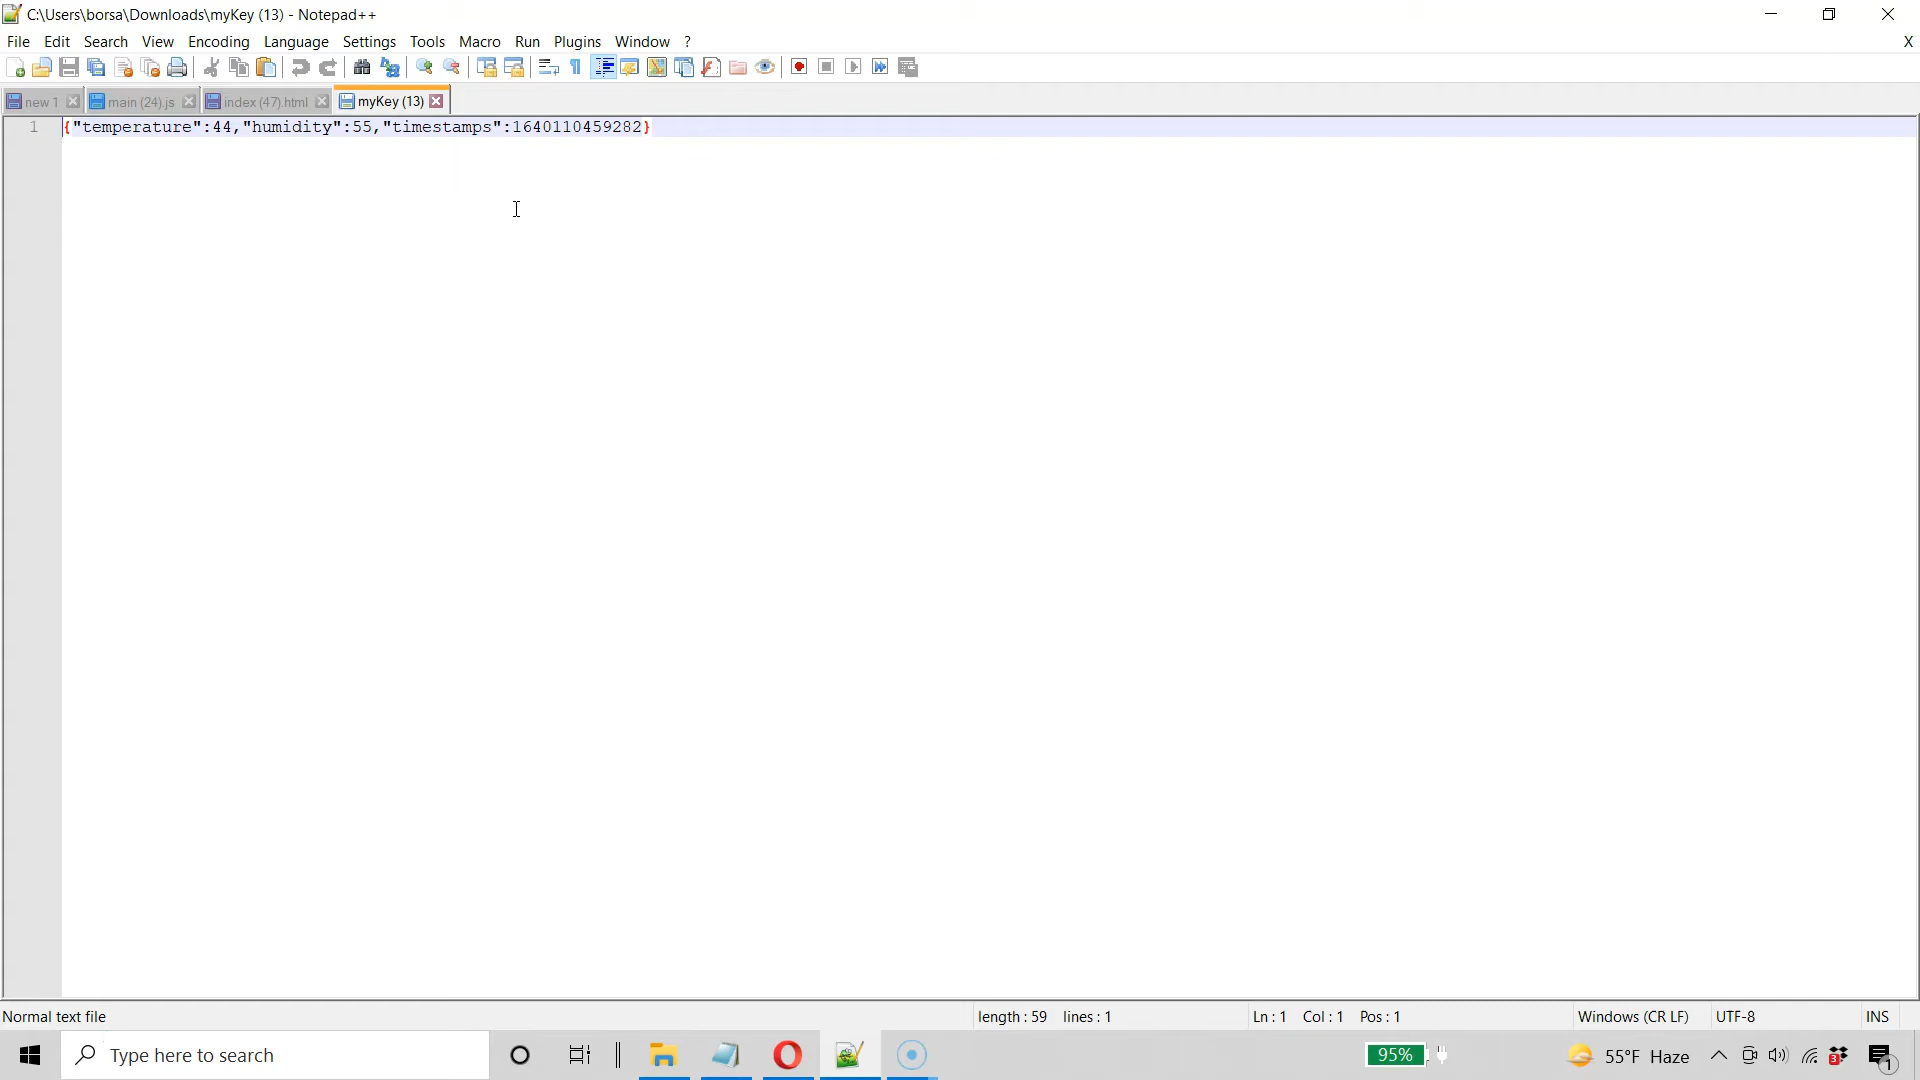 C:\Users\borsa\Downloads\myKey (13) - Notepad++
File Edit Search View Encoding Language Settings Tools Macro Run Plugins Window ? X
new 1 main (24).js index (47).html myKey (13)
1 {"temperature":44,"humidity":55,"timestamps":1640110459282}
Normal text file length : 59 lines : 1 Ln : 1 Col : 1 Pos : 1 Windows (CR LF) UTF-8 INS
Type here to search 95% 55°F Haze 3 1